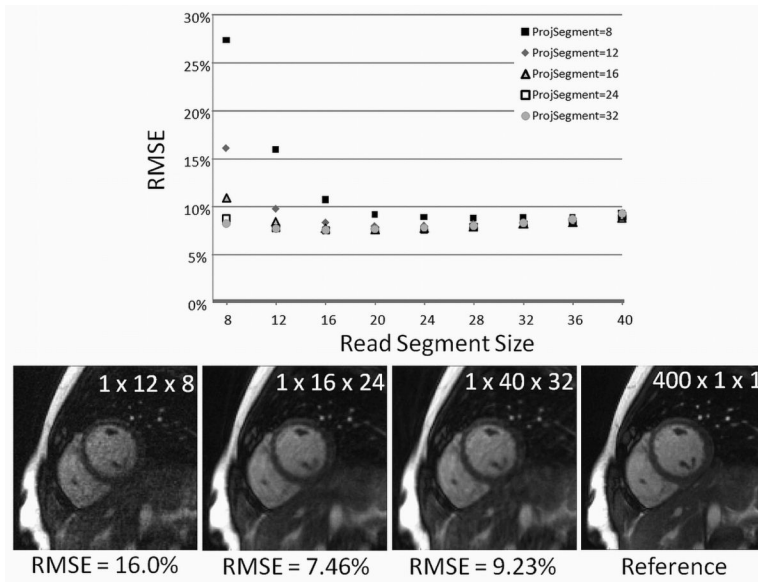 30%
25%
20%
15%
10%
5%
0%
RMSE
ProjSegment=8
ProjSegment=12
ProjSegment=16
ProjSegment=24
ProjSegment=32
8 12 16 20 24 28 32 36 40
Read Segment Size
1 x 12 x 8
1 x 16 x 24
1 x 40 x 32
400 x 1 x 1
RMSE = 16.0%
RMSE = 7.46%
RMSE = 9.23%
Reference